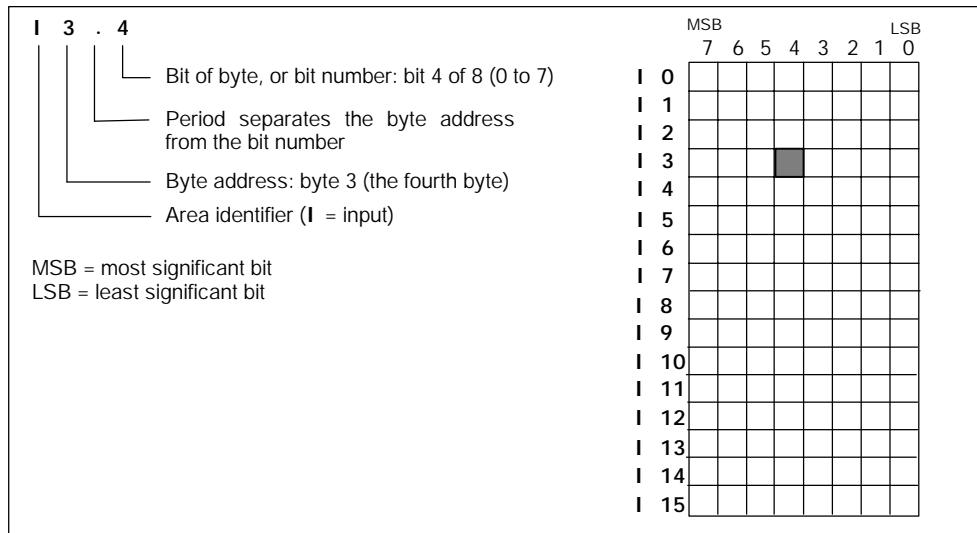 I 3 . 4
Bit of byte, or bit number: bit 4 of 8 (0 to 7)
Period separates the byte address
from the bit number
Byte address: byte 3 (the fourth byte)
Area identifier (I = input)
MSB = most significant bit
LSB = least significant bit
MSB LSB
7 6 5 4 3 2 1 0
I 0
I 1
I 2
I 3
I 4
I 5
I 6
I 7
I 8
I 9
I 10
I 11
I 12
I 13
I 14
I 15